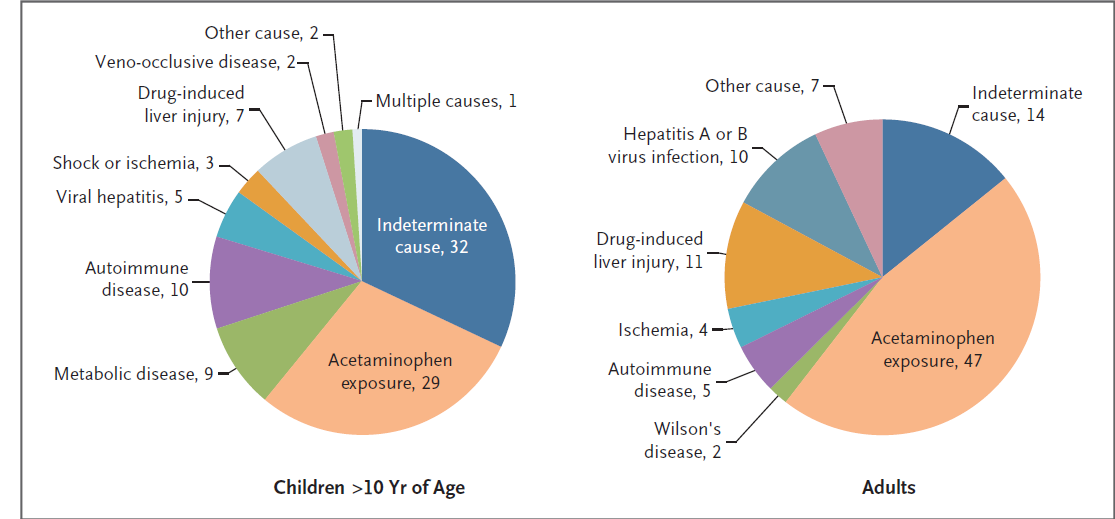 Other cause, 2
Veno-occlusive disease, 2
Drug-induced
liver injury, 7
Multiple causes, 1
Shock or ischemia, 3
Viral hepatitis, 5
Indeterminate
cause, 32
Autoimmune
disease, 10
Acetaminophen
exposure, 29
Metabolic disease, 9
Children >10 Yr of Age
Other cause, 7
Indeterminate
cause, 14
Hepatitis A or B
virus infection, 10
Drug-induced
liver injury, 11
Ischemia, 4
Acetaminophen
exposure, 47
Autoimmune
disease, 5
Wilson's
disease, 2
Adults